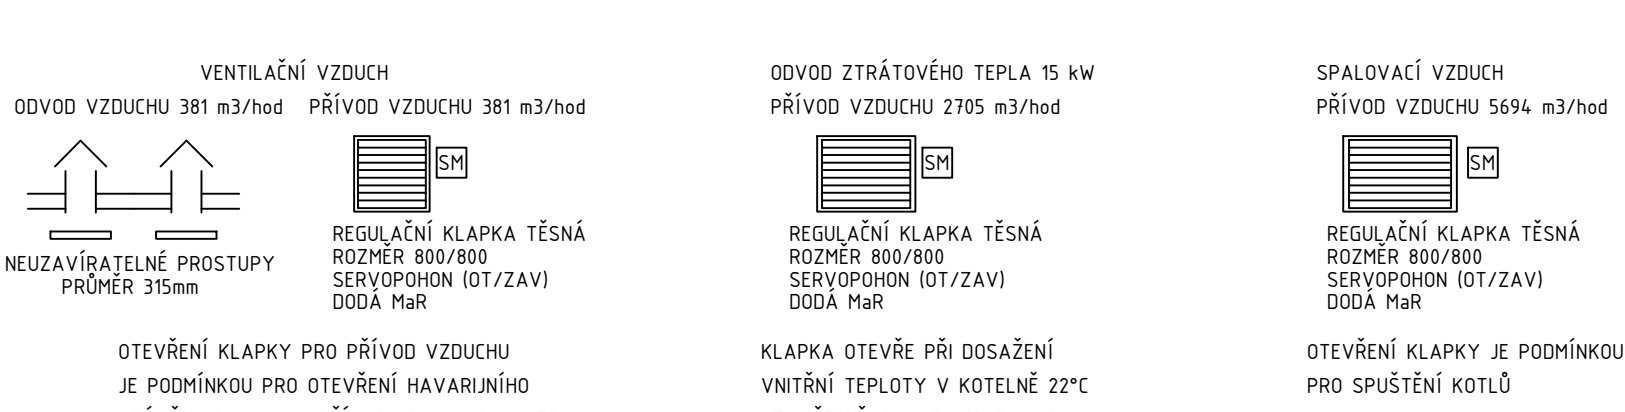 VENTILAČNÍ VZDUCH
ODVOD VZDUCHU 381 m3/hod
PŘÍVOD VZDUCHU 381 m3/hod
SM
NEUZAVÍRATELNÉ PROSTUPY
PRŮMĚR 315mm
REGULAČNÍ KLAPKA TĚSNÁ
ROZMĚR 800/800
SERVOPOHON (OT/ZAV)
DODÁ MaR
OTEVŘENÍ KLAPKY PRO PŘÍVOD VZDUCHU
JE PODMÍNKOU PRO OTEVŘENÍ HAVARIJNÍHO
ODVOD ZTRÁTOVÉHO TEPLA 15 kW
PŘÍVOD VZDUCHU 2705 m3/hod
SM
REGULAČNÍ KLAPKA TĚSNÁ
ROZMĚR 800/800
SERVOPOHON (OT/ZAV)
DODÁ MaR
KLAPKA OTEVŘE PŘI DOSAŽENÍ
VNITŘNÍ TEPLOTY V KOTELNĚ 22°C
SPALOVACÍ VZDUCH
PŘÍVOD VZDUCHU 5694 m3/hod
SM
REGULAČNÍ KLAPKA TĚSNÁ
ROZMĚR 800/800
SERVOPOHON (OT/ZAV)
DODÁ MaR
OTEVŘENÍ KLAPKY JE PODMÍNKOU
PRO SPUŠTĚNÍ KOTLŮ